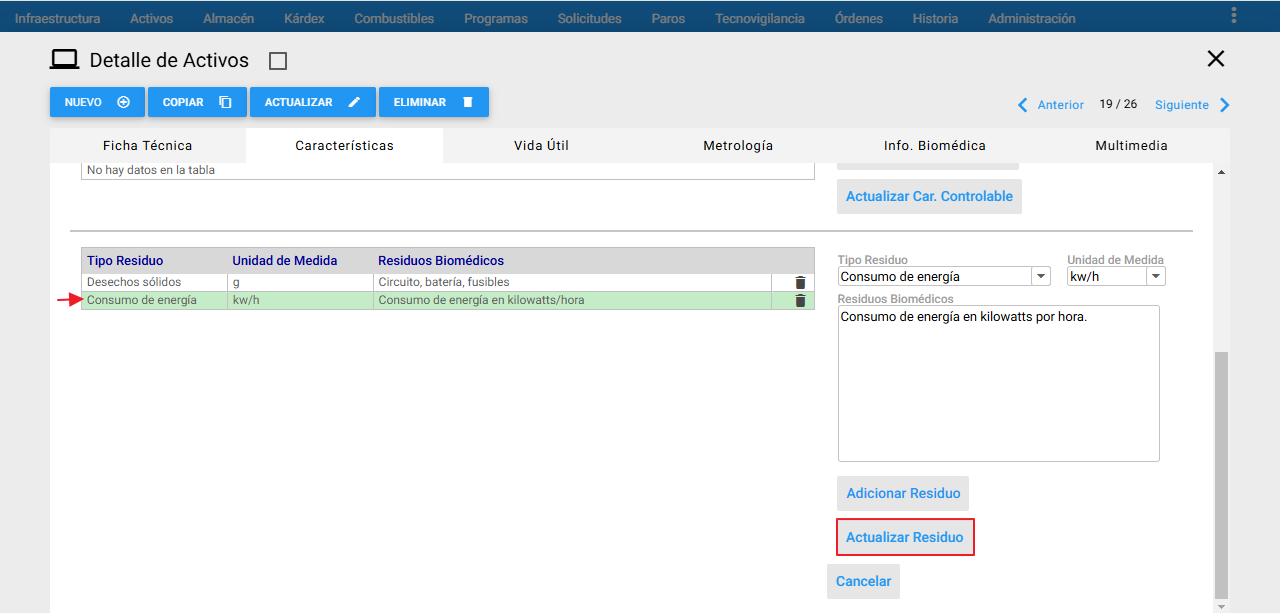 Infraestructura Activos Almacén Kárdex Combustibles Programas Solicitudes Paros Tecnovigilancia Órdenes Historia Administración
Detalle de Activos
NUEVO COPIAR ACTUALIZAR ELIMINAR
Anterior 19 / 26 Siguiente
Ficha Técnica Características Vida Útil Metrología Info. Biomédica Multimedia
No hay datos en la tabla
Actualizar Car. Controlable
Tipo Residuo Unidad de Medida Residuos Biomédicos
Desechos sólidos g Circuito, batería, fusibles
Consumo de energía kw/h Consumo de energía en kilowatts/hora
Tipo Residuo Unidad de Medida
Consumo de energía kw/h
Residuos Biomédicos
Consumo de energía en kilowatts por hora.
Adicionar Residuo
Actualizar Residuo
Cancelar